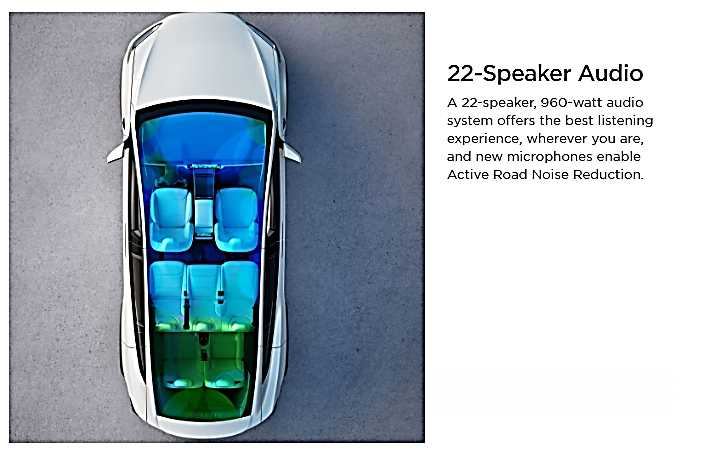 22-Speaker Audio
A 22-speaker, 960-watt audio
system offers the best listening
experience, wherever you are,
and new microphones enable
Active Road Noise Reduction.